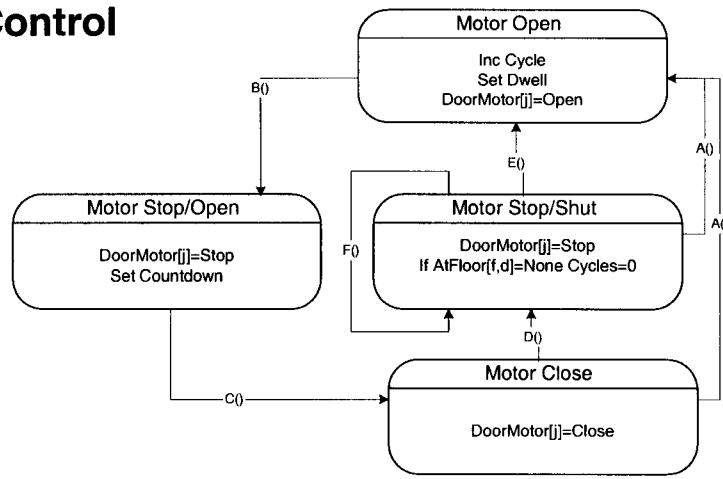 Control
Motor Open
Inc Cycle
Set Dwell
DoorMotor[j]=Open
B()
E()
A()
A(
Motor Stop/Open
DoorMotor[j]=Stop
Set Countdown
Motor Stop/Shut
DoorMotor[j]=Stop
If AtFloor[f,d]=None Cycles=0
F()
D()
Motor Close
DoorMotor[j]=Close
C()